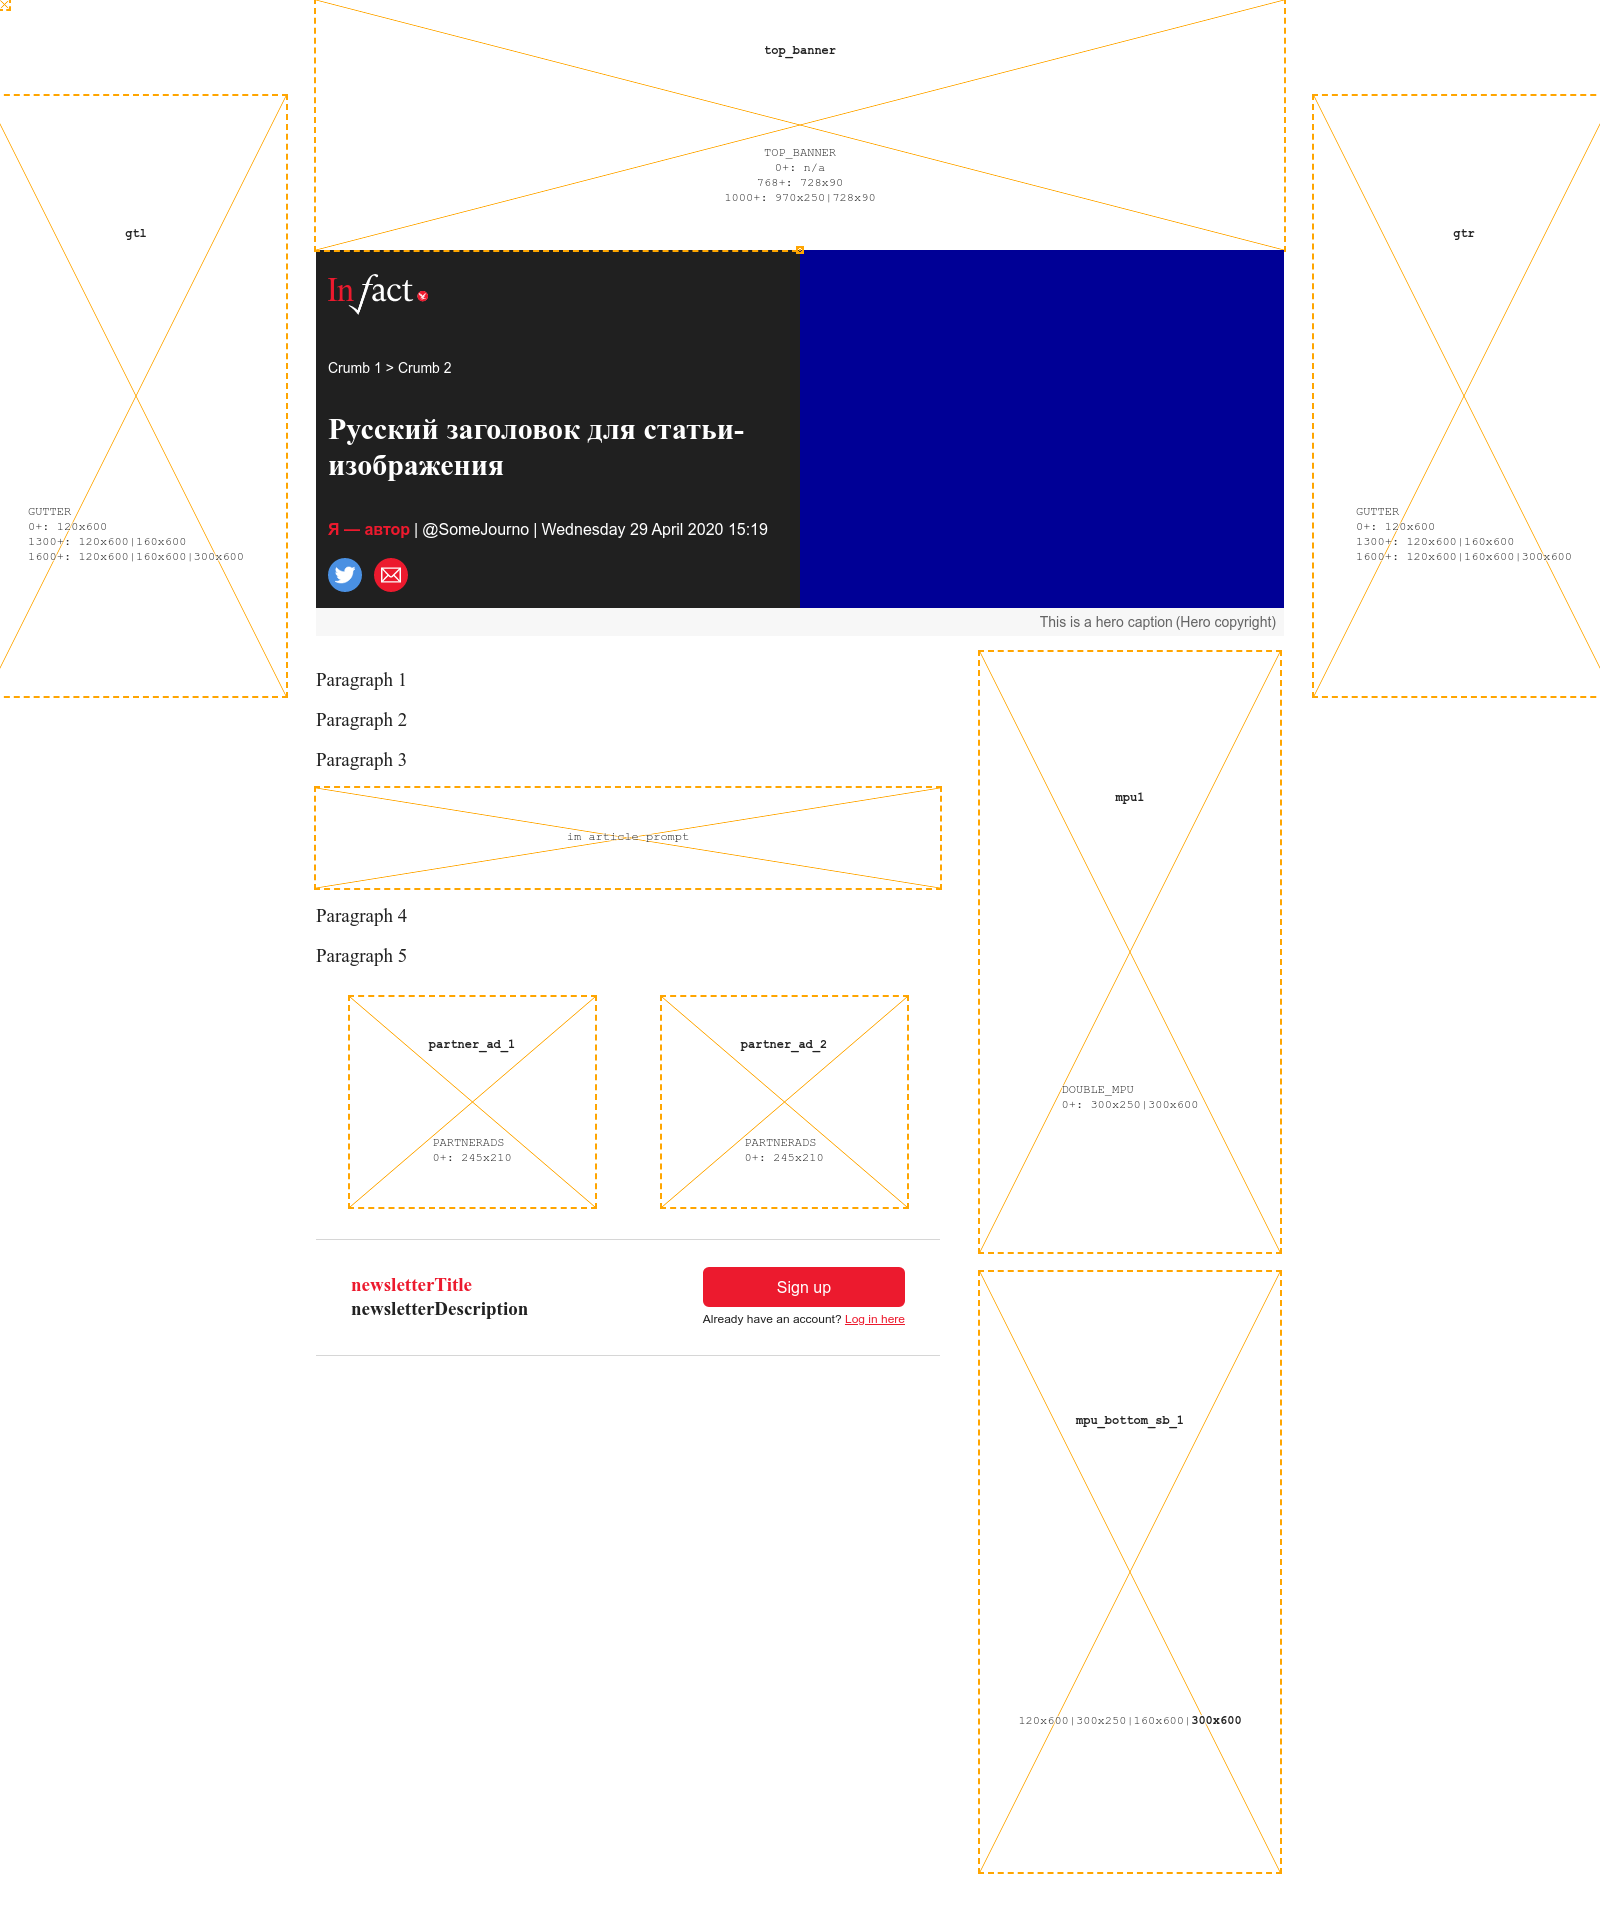 top_banner
TOP_BANNER
0+: n/a
768+: 728x90
1000+: 970x250|728x90
gtl
GUTTER
0+: 120x600
1300+: 120x600|160x600
1600+: 120x600|160x600|300x600
gtr
GUTTER
0+: 120x600
1300+: 120x600|160x600
1600+: 120x600|160x600|300x600
Infact
Crumb 1 > Crumb 2
Русский заголовок для статьи-
изображения
Я — автор | @SomeJourno | Wednesday 29 April 2020 15:19
This is a hero caption (Hero copyright)
Paragraph 1
Paragraph 2
Paragraph 3
im article prompt
Paragraph 4
Paragraph 5
partner_ad_1
PARTNERADS
0+: 245x210
partner_ad_2
PARTNERADS
0+: 245x210
newsletterTitle
newsletterDescription
Sign up
Already have an account? Log in here
mpu1
DOUBLE_MPU
0+: 300x250|300x600
mpu_bottom_sb_1
120x600|300x250|160x600|300x600